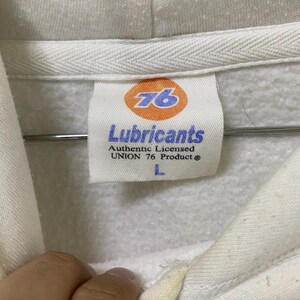 76
Lubricants
Authentic Licensed
UNION 76 Product®
L